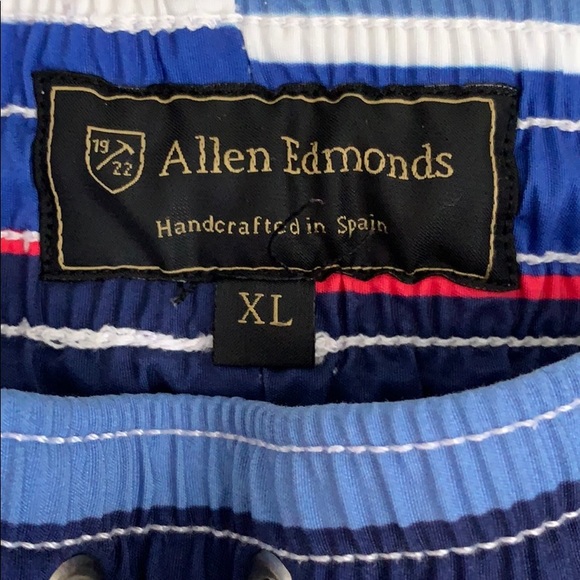 19
22
Allen Edmonds
Handcrafted in Spain
XL